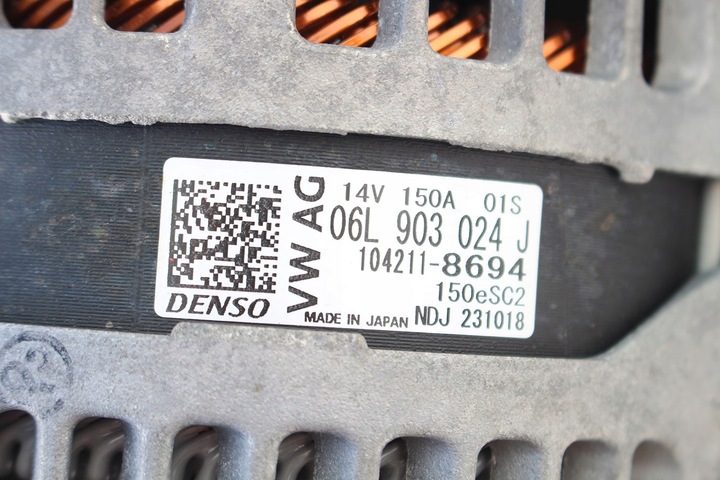 14V 150A 01S
06L 903 024 J
104211-8694
150eSC2
DENSO
VW AG
MADE IN JAPAN NDJ 231018